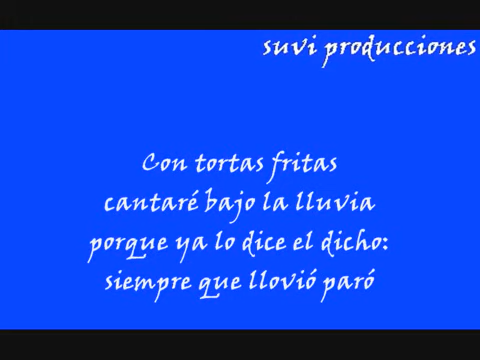 suvi producciones
Con tortas fritas
cantaré bajo la lluvia
porque ya lo dice el dicho:
siempre que llovió paró